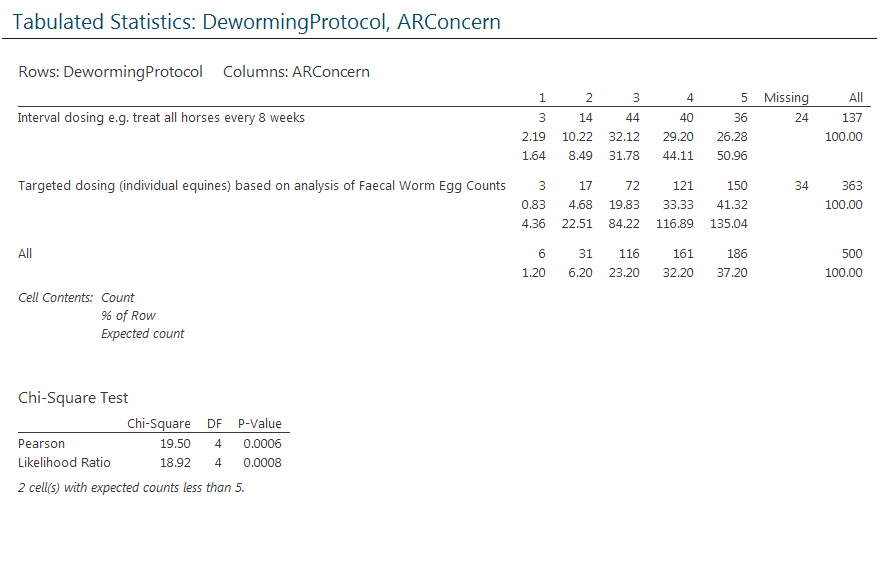 Tabulated Statistics: DewormingProtocol, ARConcern
Rows: DewormingProtocol Columns: ARConcern
1 2 3 4 5 Missing All
Interval dosing e.g. treat all horses every 8 weeks 3 14 44 40 36 24 137
2.19 10.22 32.12 29.20 26.28 100.00
1.64 8.49 31.78 44.11 50.96
Targeted dosing (individual equines) based on analysis of Faecal Worm Egg Counts 3 17 72 121 150 34 363
0.83 4.68 19.83 33.33 41.32 100.00
4.36 22.51 84.22 116.89 135.04
All 6 31 116 161 186 500
1.20 6.20 23.20 32.20 37.20 100.00
Cell Contents: Count
% of Row
Expected count
Chi-Square Test
Chi-Square DF P-Value
Pearson 19.50 4 0.0006
Likelihood Ratio 18.92 4 0.0008
2 cell(s) with expected counts less than 5.